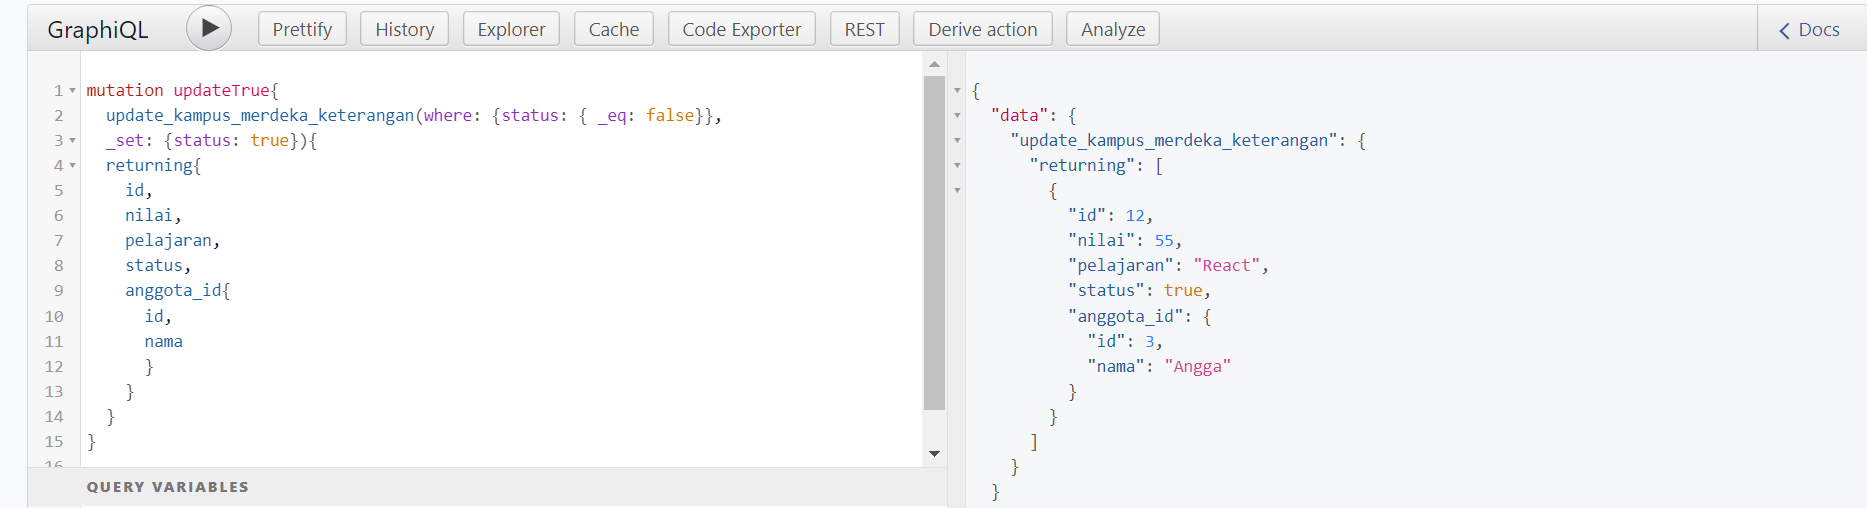 GraphiQL Prettify History Explorer Cache Code Exporter REST Derive action Analyze Docs
1 mutation updateTrue{
2 update_kampus_merdeka_keterangan(where: {status: { _eq: false}},
3 _set: {status: true}){
4 returning{
5 id,
6 nilai,
7 pelajaran,
8 status,
9 anggota_id{
10 id,
11 nama
12 }
13 }
14 }
15 }
16
QUERY VARIABLES
{
"data": {
"update_kampus_merdeka_keterangan": {
"returning": [
{
"id": 12,
"nilai": 55,
"pelajaran": "React",
"status": true,
"anggota_id": {
"id": 3,
"nama": "Angga"
}
}
]
}
}